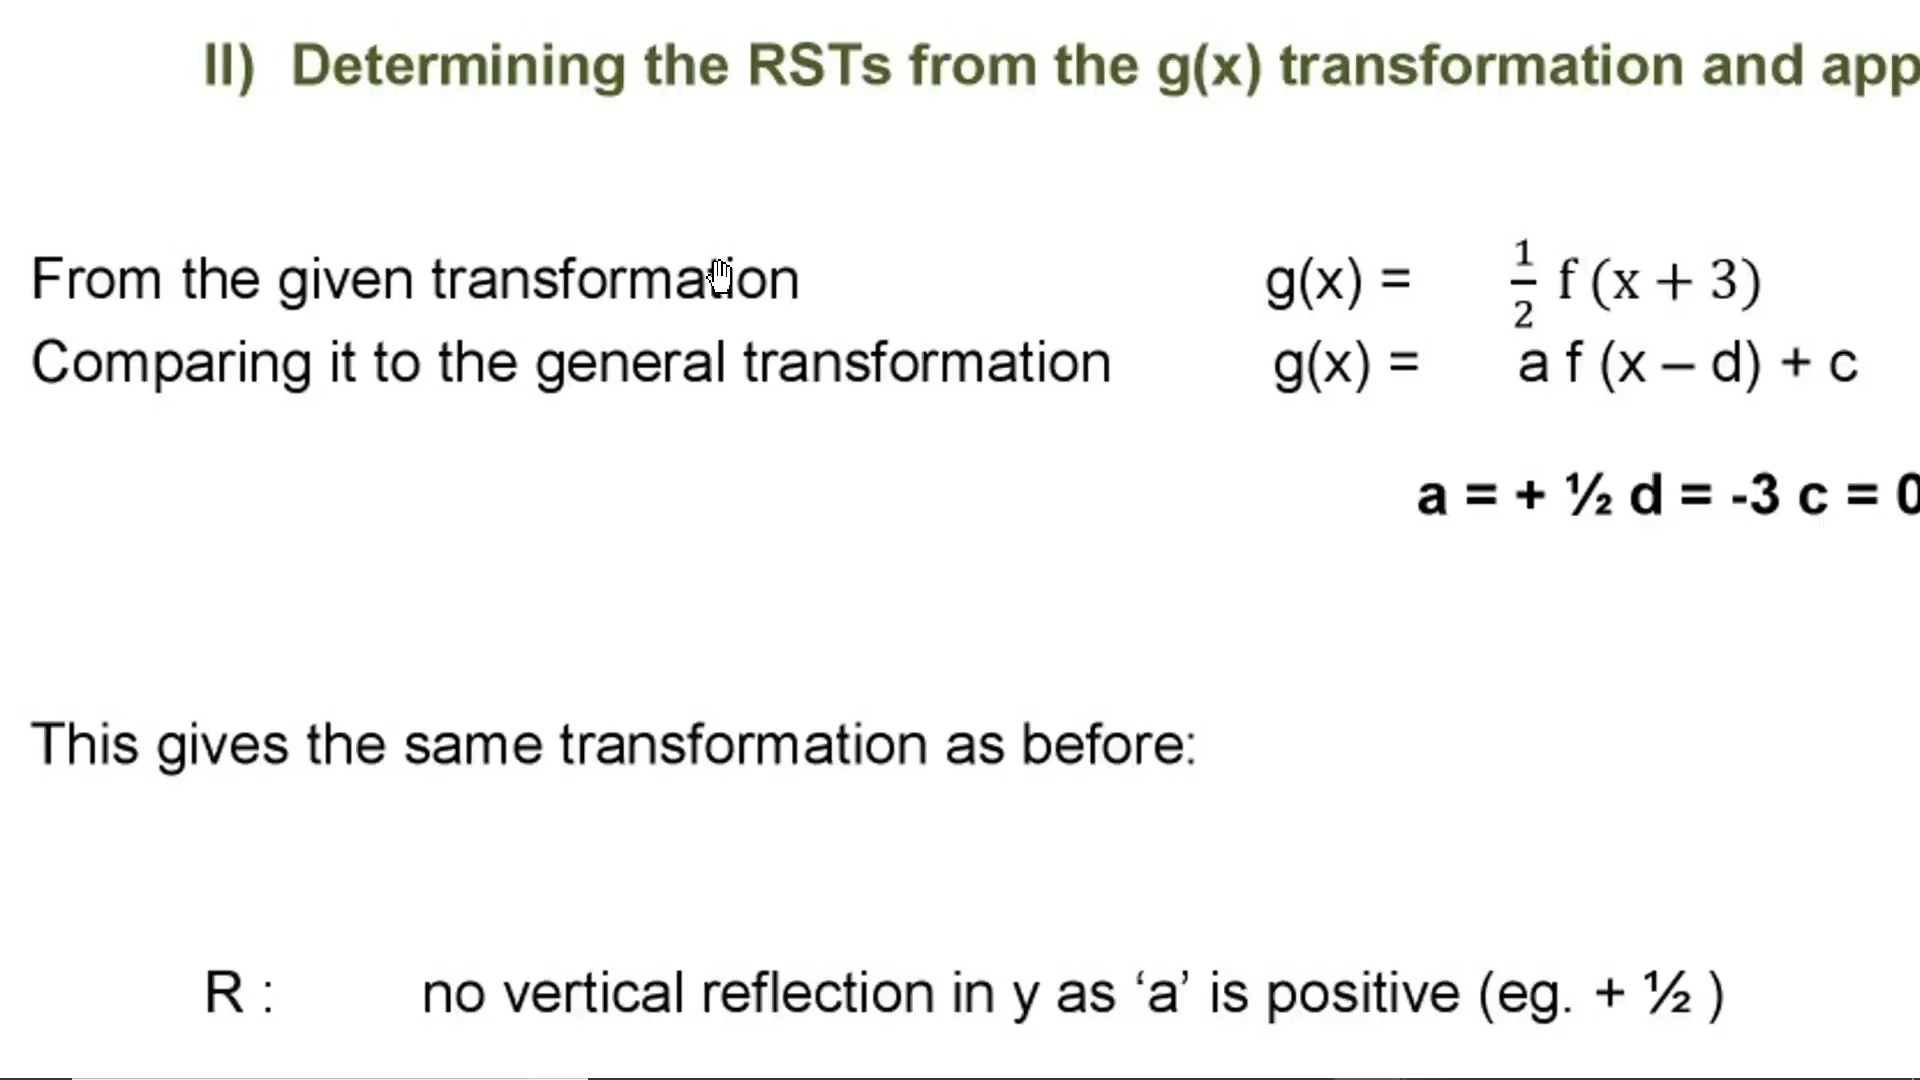 II) Determining the RSTs from the g(x) transformation and app
From the given transformation g(x) = 1/2 f (x + 3)
Comparing it to the general transformation g(x) = a f (x – d) + c
a = + ½ d = -3 c = 0
This gives the same transformation as before:
R : no vertical reflection in y as ‘a’ is positive (eg. + ½ )